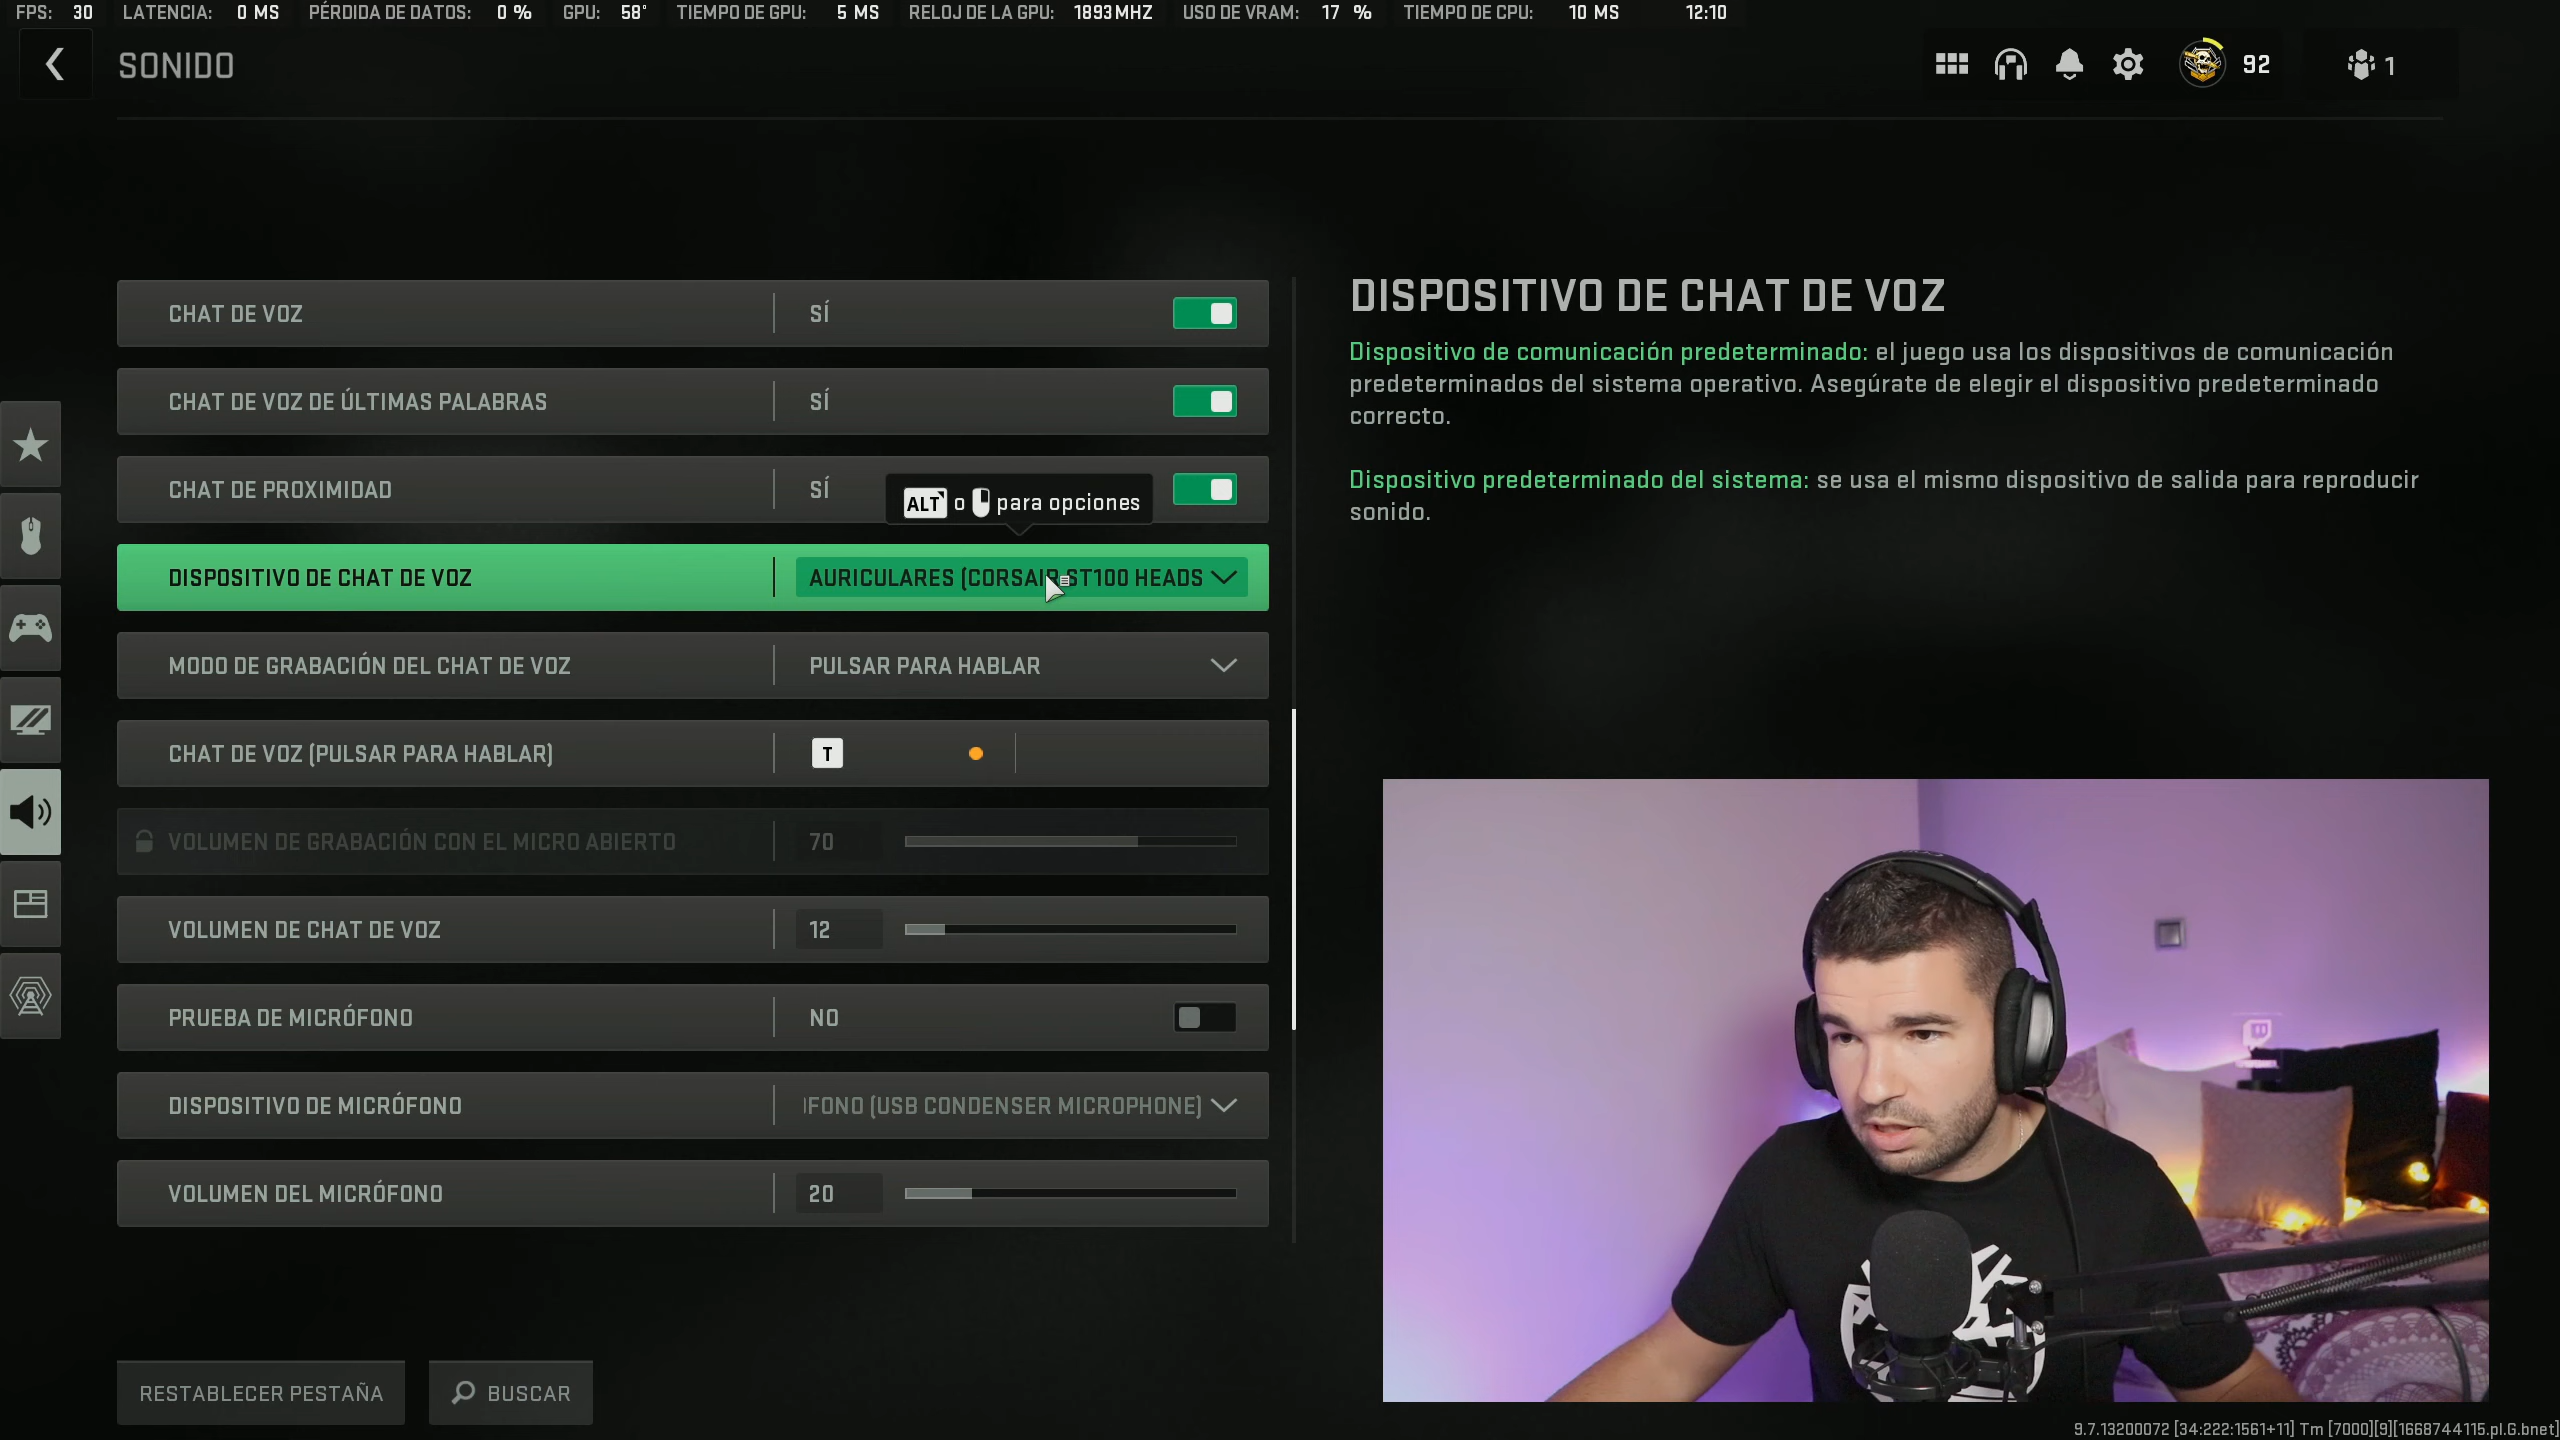 FPS: 30 LATENCIA: 0 MS PÉRDIDA DE DATOS: 0 % GPU: 58° TIEMPO DE GPU: 5 MS RELOJ DE LA GPU: 1893MHZ USO DE VRAM: 17 % TIEMPO DE CPU: 10 MS 12:10
SONIDO
92
1
CHAT DE VOZ SÍ
CHAT DE VOZ DE ÚLTIMAS PALABRAS SÍ
CHAT DE PROXIMIDAD SÍ
ALT o para opciones
DISPOSITIVO DE CHAT DE VOZ AURICULARES (CORSAIR ST100 HEADS
MODO DE GRABACIÓN DEL CHAT DE VOZ PULSAR PARA HABLAR
CHAT DE VOZ (PULSAR PARA HABLAR) T
VOLUMEN DE GRABACIÓN CON EL MICRO ABIERTO 70
VOLUMEN DE CHAT DE VOZ 12
PRUEBA DE MICRÓFONO NO
DISPOSITIVO DE MICRÓFONO FONO (USB CONDENSER MICROPHONE)
VOLUMEN DEL MICRÓFONO 20
RESTABLECER PESTAÑA BUSCAR
DISPOSITIVO DE CHAT DE VOZ
Dispositivo de comunicación predeterminado: el juego usa los dispositivos de comunicación
predeterminados del sistema operativo. Asegúrate de elegir el dispositivo predeterminado
correcto.
Dispositivo predeterminado del sistema: se usa el mismo dispositivo de salida para reproducir
sonido.
9.7.13200072 [34:222:1561+11] Tm [7000][9][1668744115.pl.G.bnet]